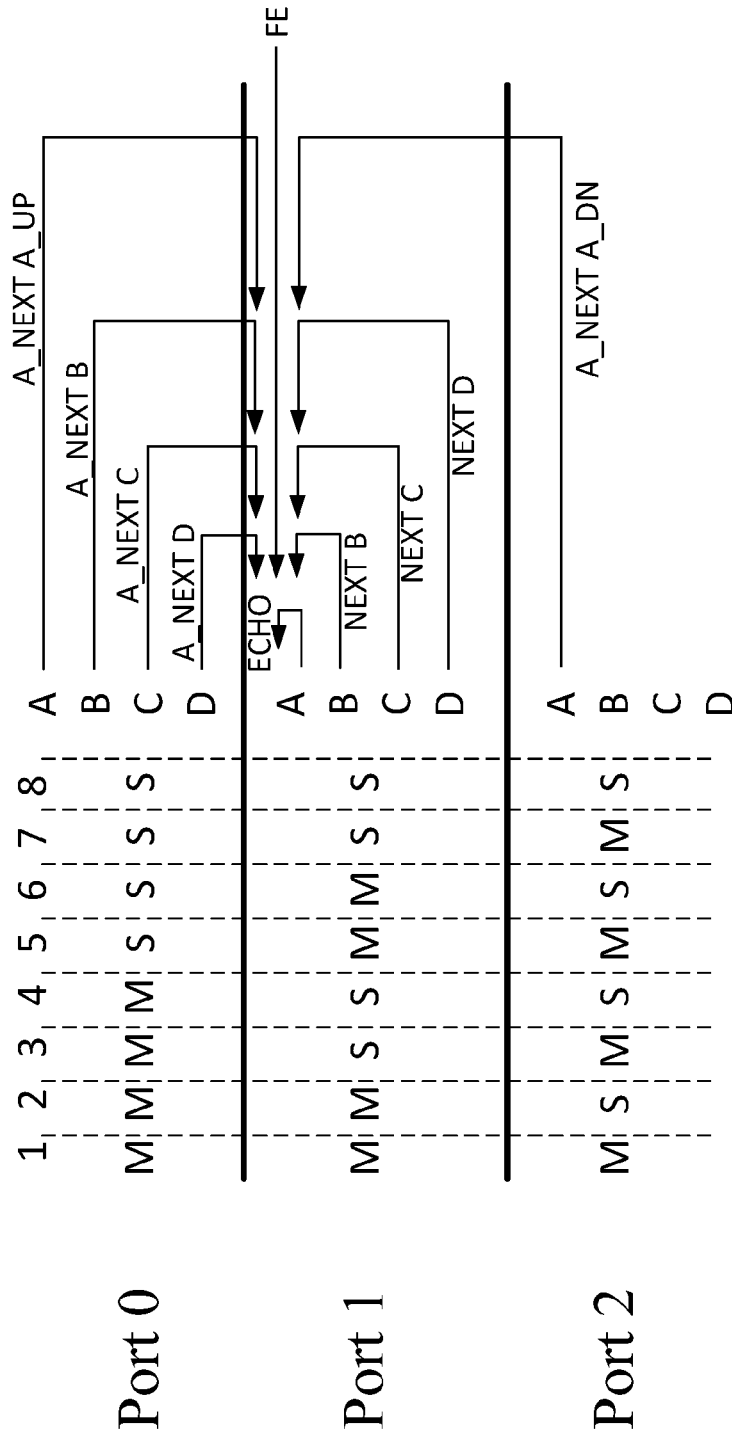 1 2 3 4 5 6 7 8
Port 0
M M M M S S S S
A
B
C
D
A_NEXT A_UP
A_NEXT B
A_NEXT C
A_NEXT D
Port 1
M M S S M M S S
A
B
C
D
ECHO
FE
NEXT B
NEXT C
NEXT D
Port 2
M S M S M S M S
A
B
C
D
A_NEXT A_DN